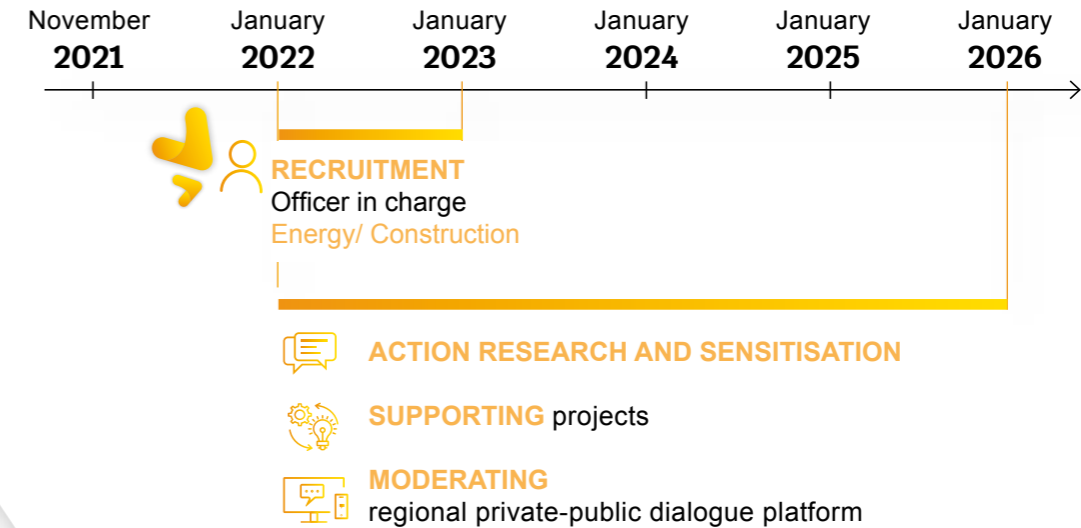 November January January January January January
2021 2022 2023 2024 2025 2026
RECRUITMENT
Officer in charge
Energy/ Construction
ACTION RESEARCH AND SENSITISATION
SUPPORTING projects
MODERATING
regional private-public dialogue platform